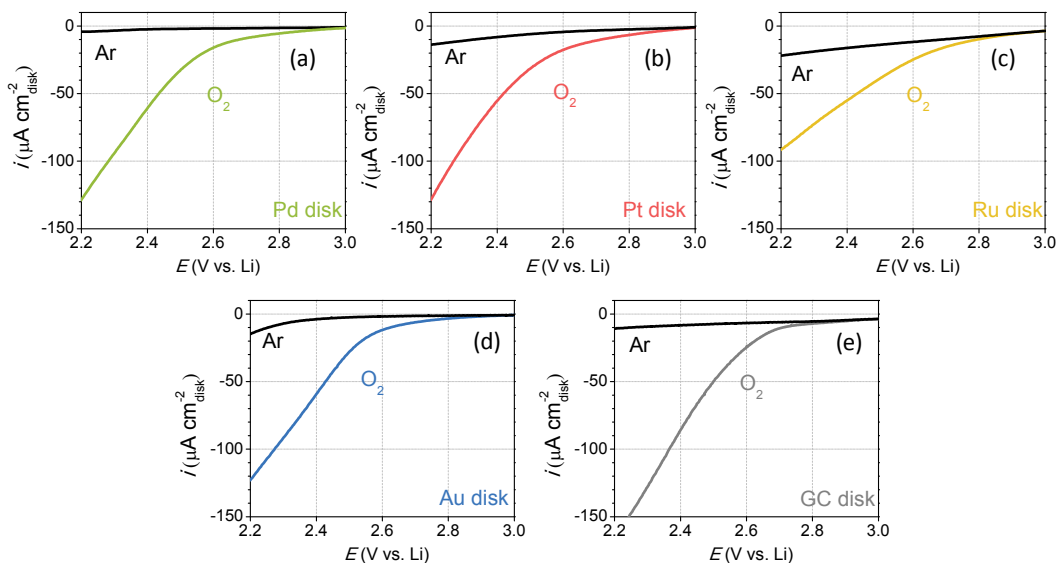 0
-50
-100
-150
i (μA cm⁻²disk)
Ar
(a)
O₂
Pd disk
2.2 2.4 2.6 2.8 3.0
E (V vs. Li)
0
-50
-100
-150
i (μA cm⁻²disk)
Ar
(b)
O₂
Pt disk
2.2 2.4 2.6 2.8 3.0
E (V vs. Li)
0
-50
-100
-150
i (μA cm⁻²disk)
Ar
(c)
O₂
Ru disk
2.2 2.4 2.6 2.8 3.0
E (V vs. Li)
0
-50
-100
-150
i (μA cm⁻²disk)
Ar
(d)
O₂
Au disk
2.2 2.4 2.6 2.8 3.0
E (V vs. Li)
0
-50
-100
-150
i (μA cm⁻²disk)
Ar
(e)
O₂
GC disk
2.2 2.4 2.6 2.8 3.0
E (V vs. Li)